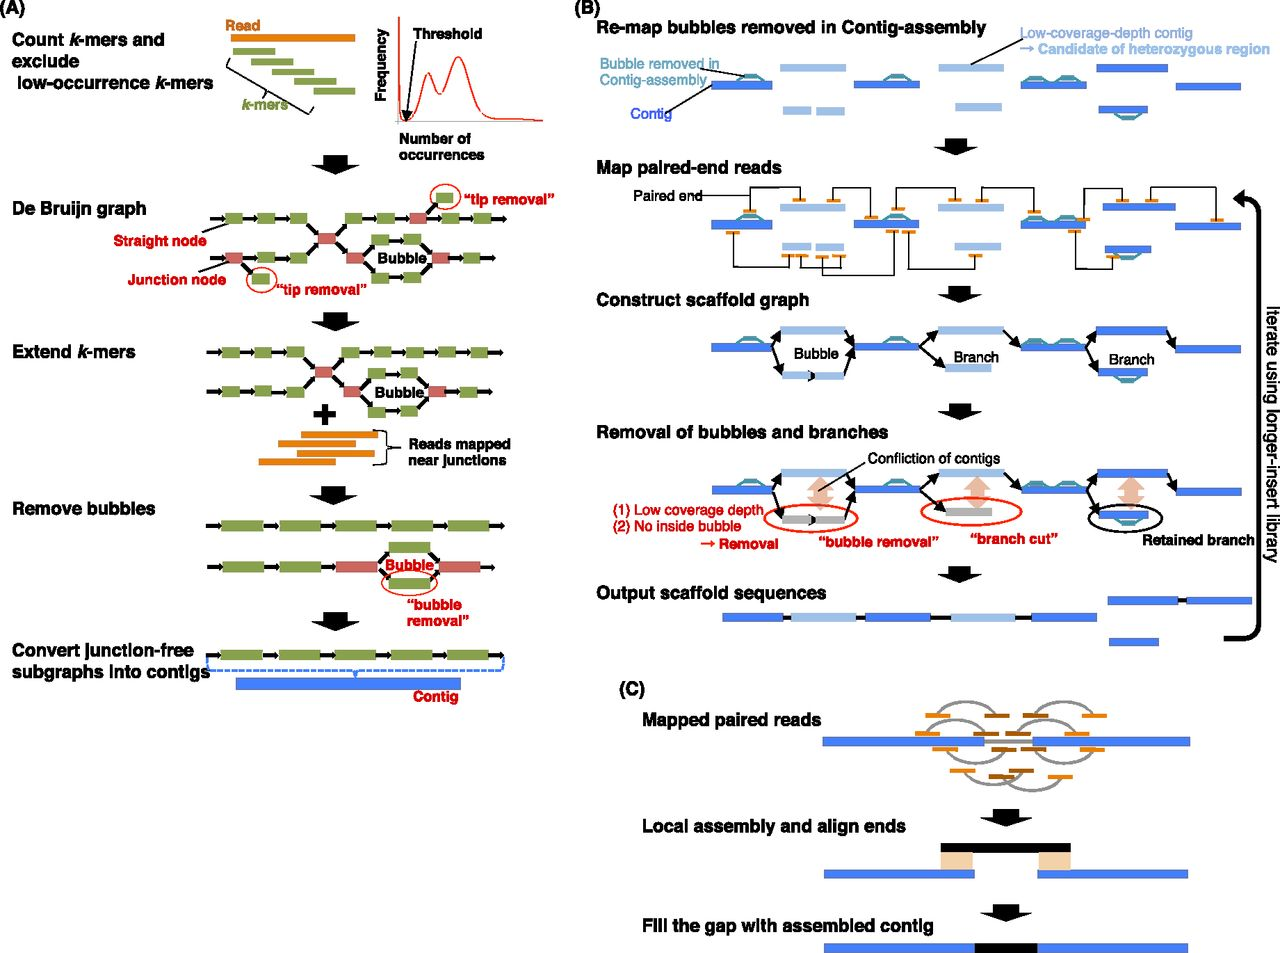 (A)
Count k-mers and
exclude
low-occurrence k-mers
Read
k-mers
Frequency
Threshold
Number of
occurrences
De Bruijn graph
"tip removal"
Straight node
Bubble
Junction node
"tip removal"
Extend k-mers
Bubble
+
Reads mapped
near junctions
Remove bubbles
Bubble
"bubble
removal"
Convert junction-free
subgraphs into contigs
Contig
(B)
Re-map bubbles removed in Contig-assembly
Low-coverage-depth contig
→ Candidate of heterozygous region
Bubble removed in
Contig-assembly
Contig
Map paired-end reads
Paired end
Construct scaffold graph
Bubble
Branch
Branch
Removal of bubbles and branches
Confliction of contigs
(1) Low coverage depth
(2) No inside bubble
→ Removal
"bubble removal"
"branch cut"
Retained branch
Output scaffold sequences
Iterate using longer-insert library
(C)
Mapped paired reads
Local assembly and align ends
Fill the gap with assembled contig